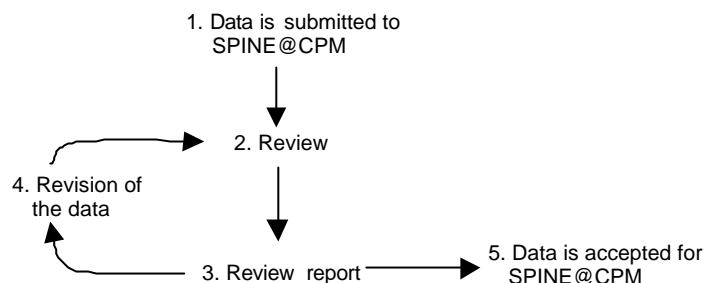 1. Data is submitted to
SPINE@CPM
2. Review
4. Revision of
the data
3. Review report
5. Data is accepted for
SPINE@CPM